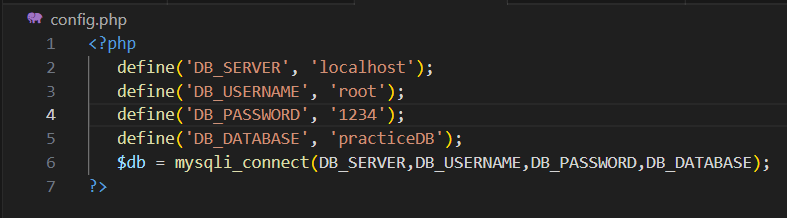 config.php
1 <?php
2 define('DB_SERVER', 'localhost');
3 define('DB_USERNAME', 'root');
4 define('DB_PASSWORD', '1234');
5 define('DB_DATABASE', 'practiceDB');
6 $db = mysqli_connect(DB_SERVER,DB_USERNAME,DB_PASSWORD,DB_DATABASE);
7 ?>